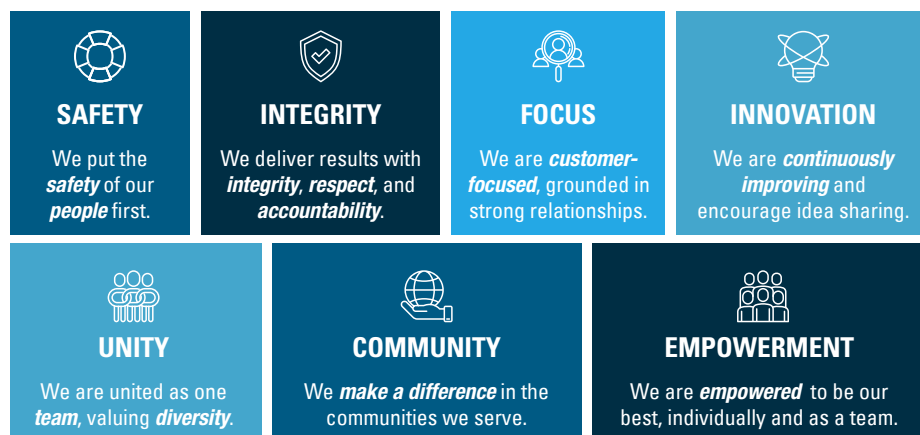 SAFETY
We put the
safety of our
people first.
INTEGRITY
We deliver results with
integrity, respect, and
accountability.
FOCUS
We are customer-
focused, grounded in
strong relationships.
INNOVATION
We are continuously
improving and
encourage idea sharing.
UNITY
We are united as one
team, valuing diversity.
COMMUNITY
We make a difference in the
communities we serve.
EMPOWERMENT
We are empowered to be our
best, individually and as a team.